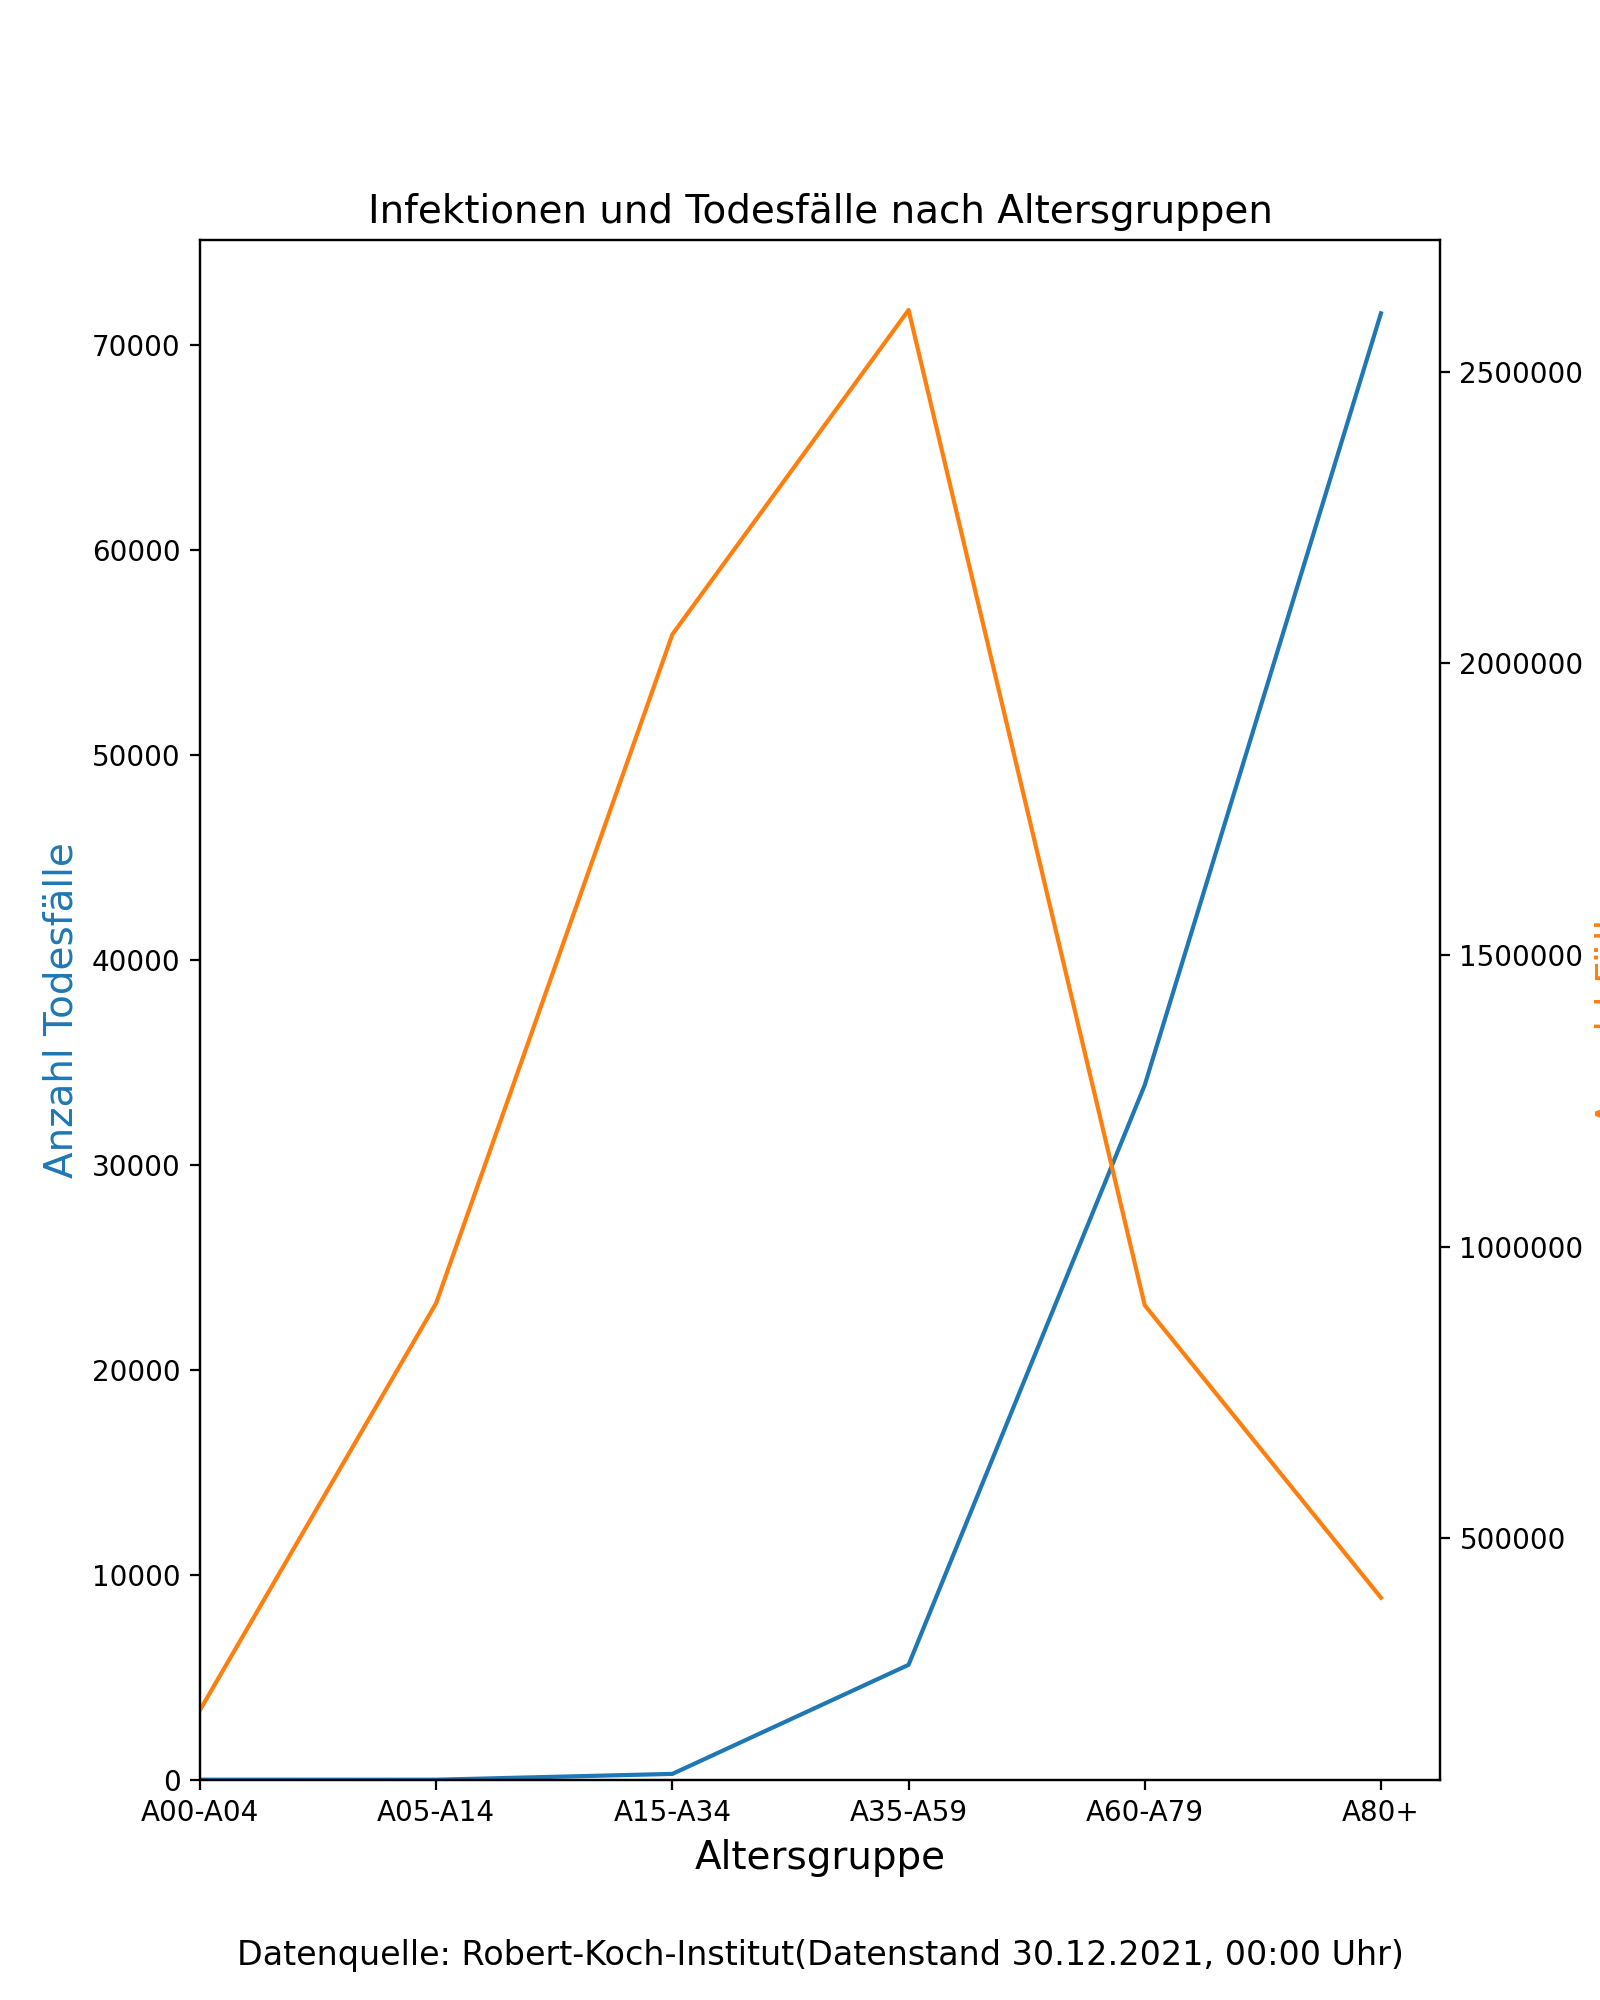 Infektionen und Todesfälle nach Altersgruppen
70000
60000
50000
40000
30000
20000
10000
0
Anzahl Todesfälle
2500000
2000000
1500000
1000000
500000
A00-A04 A05-A14 A15-A34 A35-A59 A60-A79 A80+
Altersgruppe
Datenquelle: Robert-Koch-Institut(Datenstand 30.12.2021, 00:00 Uhr)